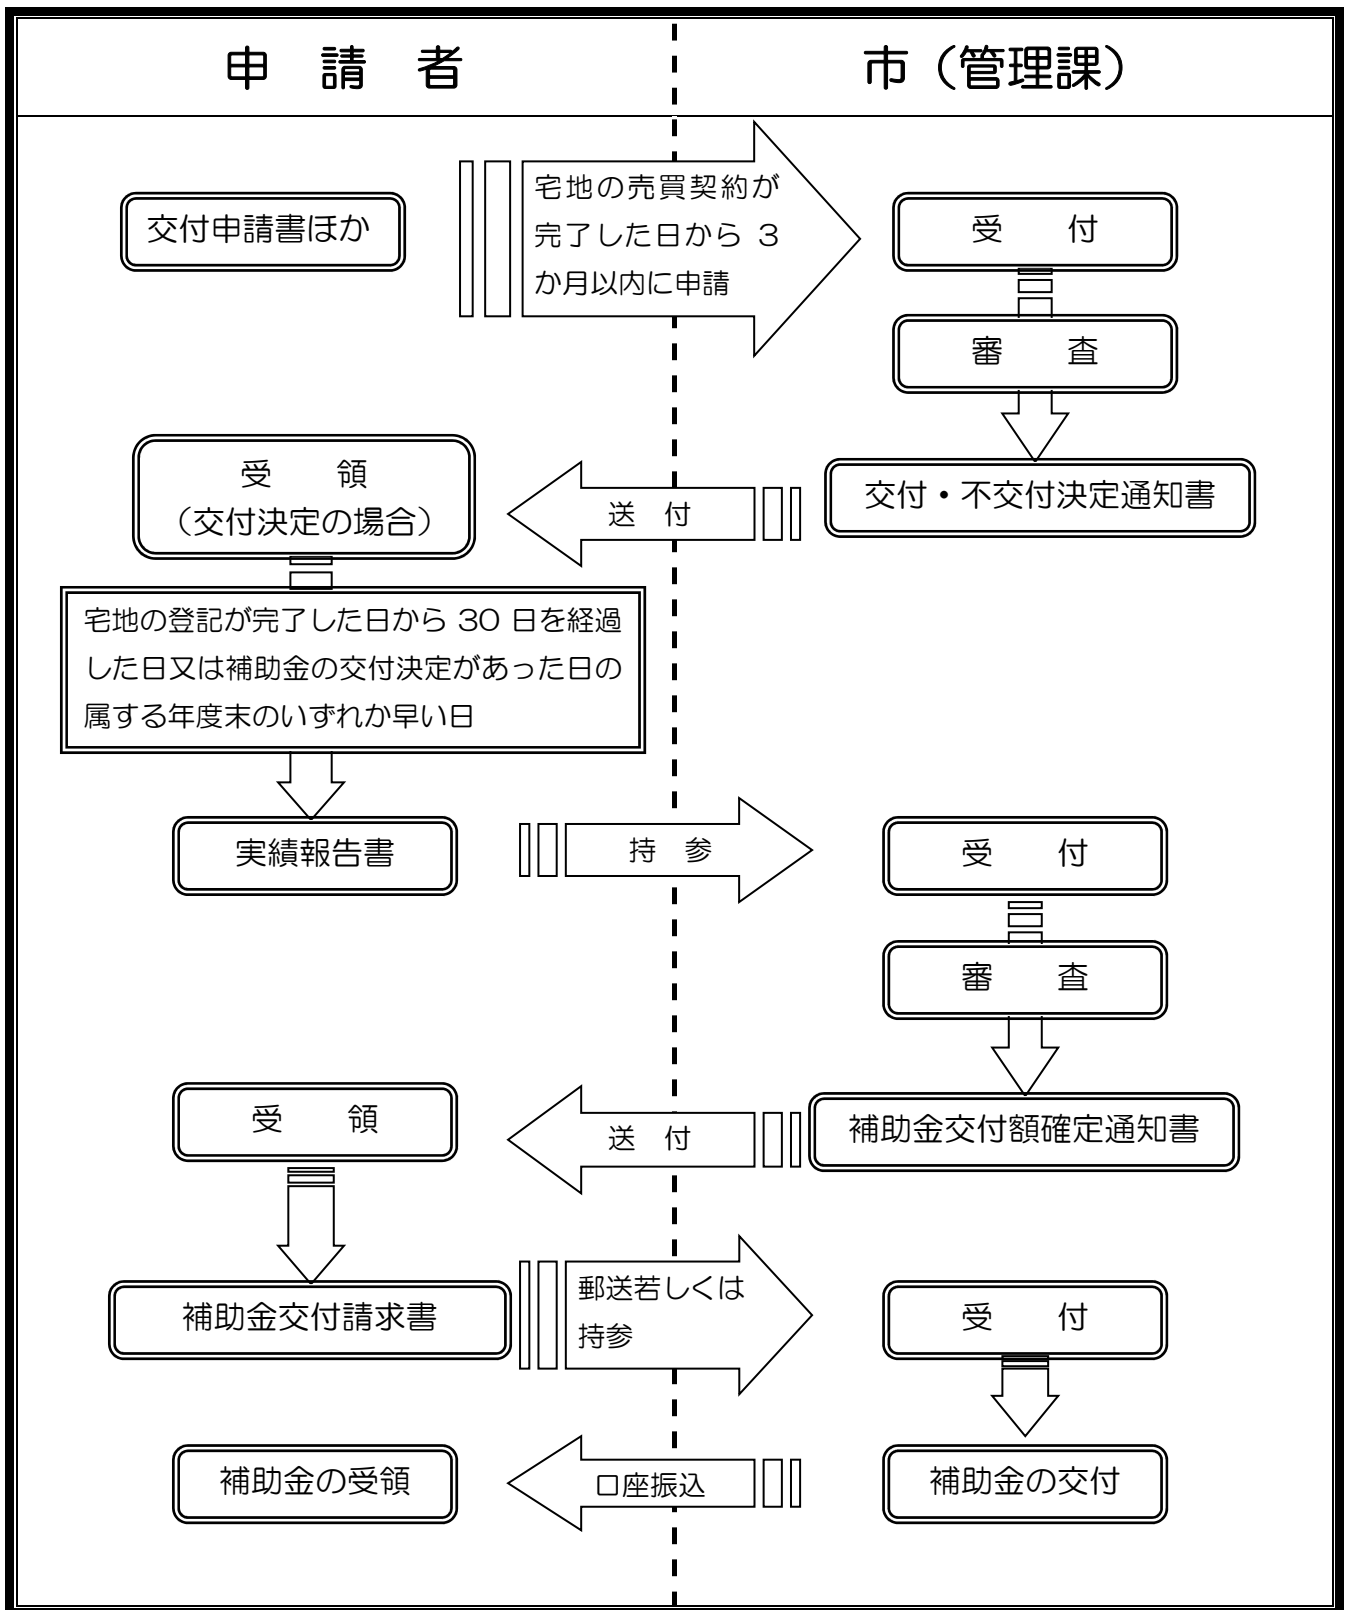 申　請　者
市（管理課）
交付申請書ほか
宅地の売買契約が
完了した日から 3
か月以内に申請
受　　付
審　　査
交付・不交付決定通知書
送　付
受　　領
（交付決定の場合）
宅地の登記が完了した日から 30 日を経過
した日又は補助金の交付決定があった日の
属する年度末のいずれか早い日
実績報告書
持　参
受　　付
審　　査
補助金交付額確定通知書
送　付
受　　領
補助金交付請求書
郵送若しくは
持参
受　　付
補助金の交付
口座振込
補助金の受領